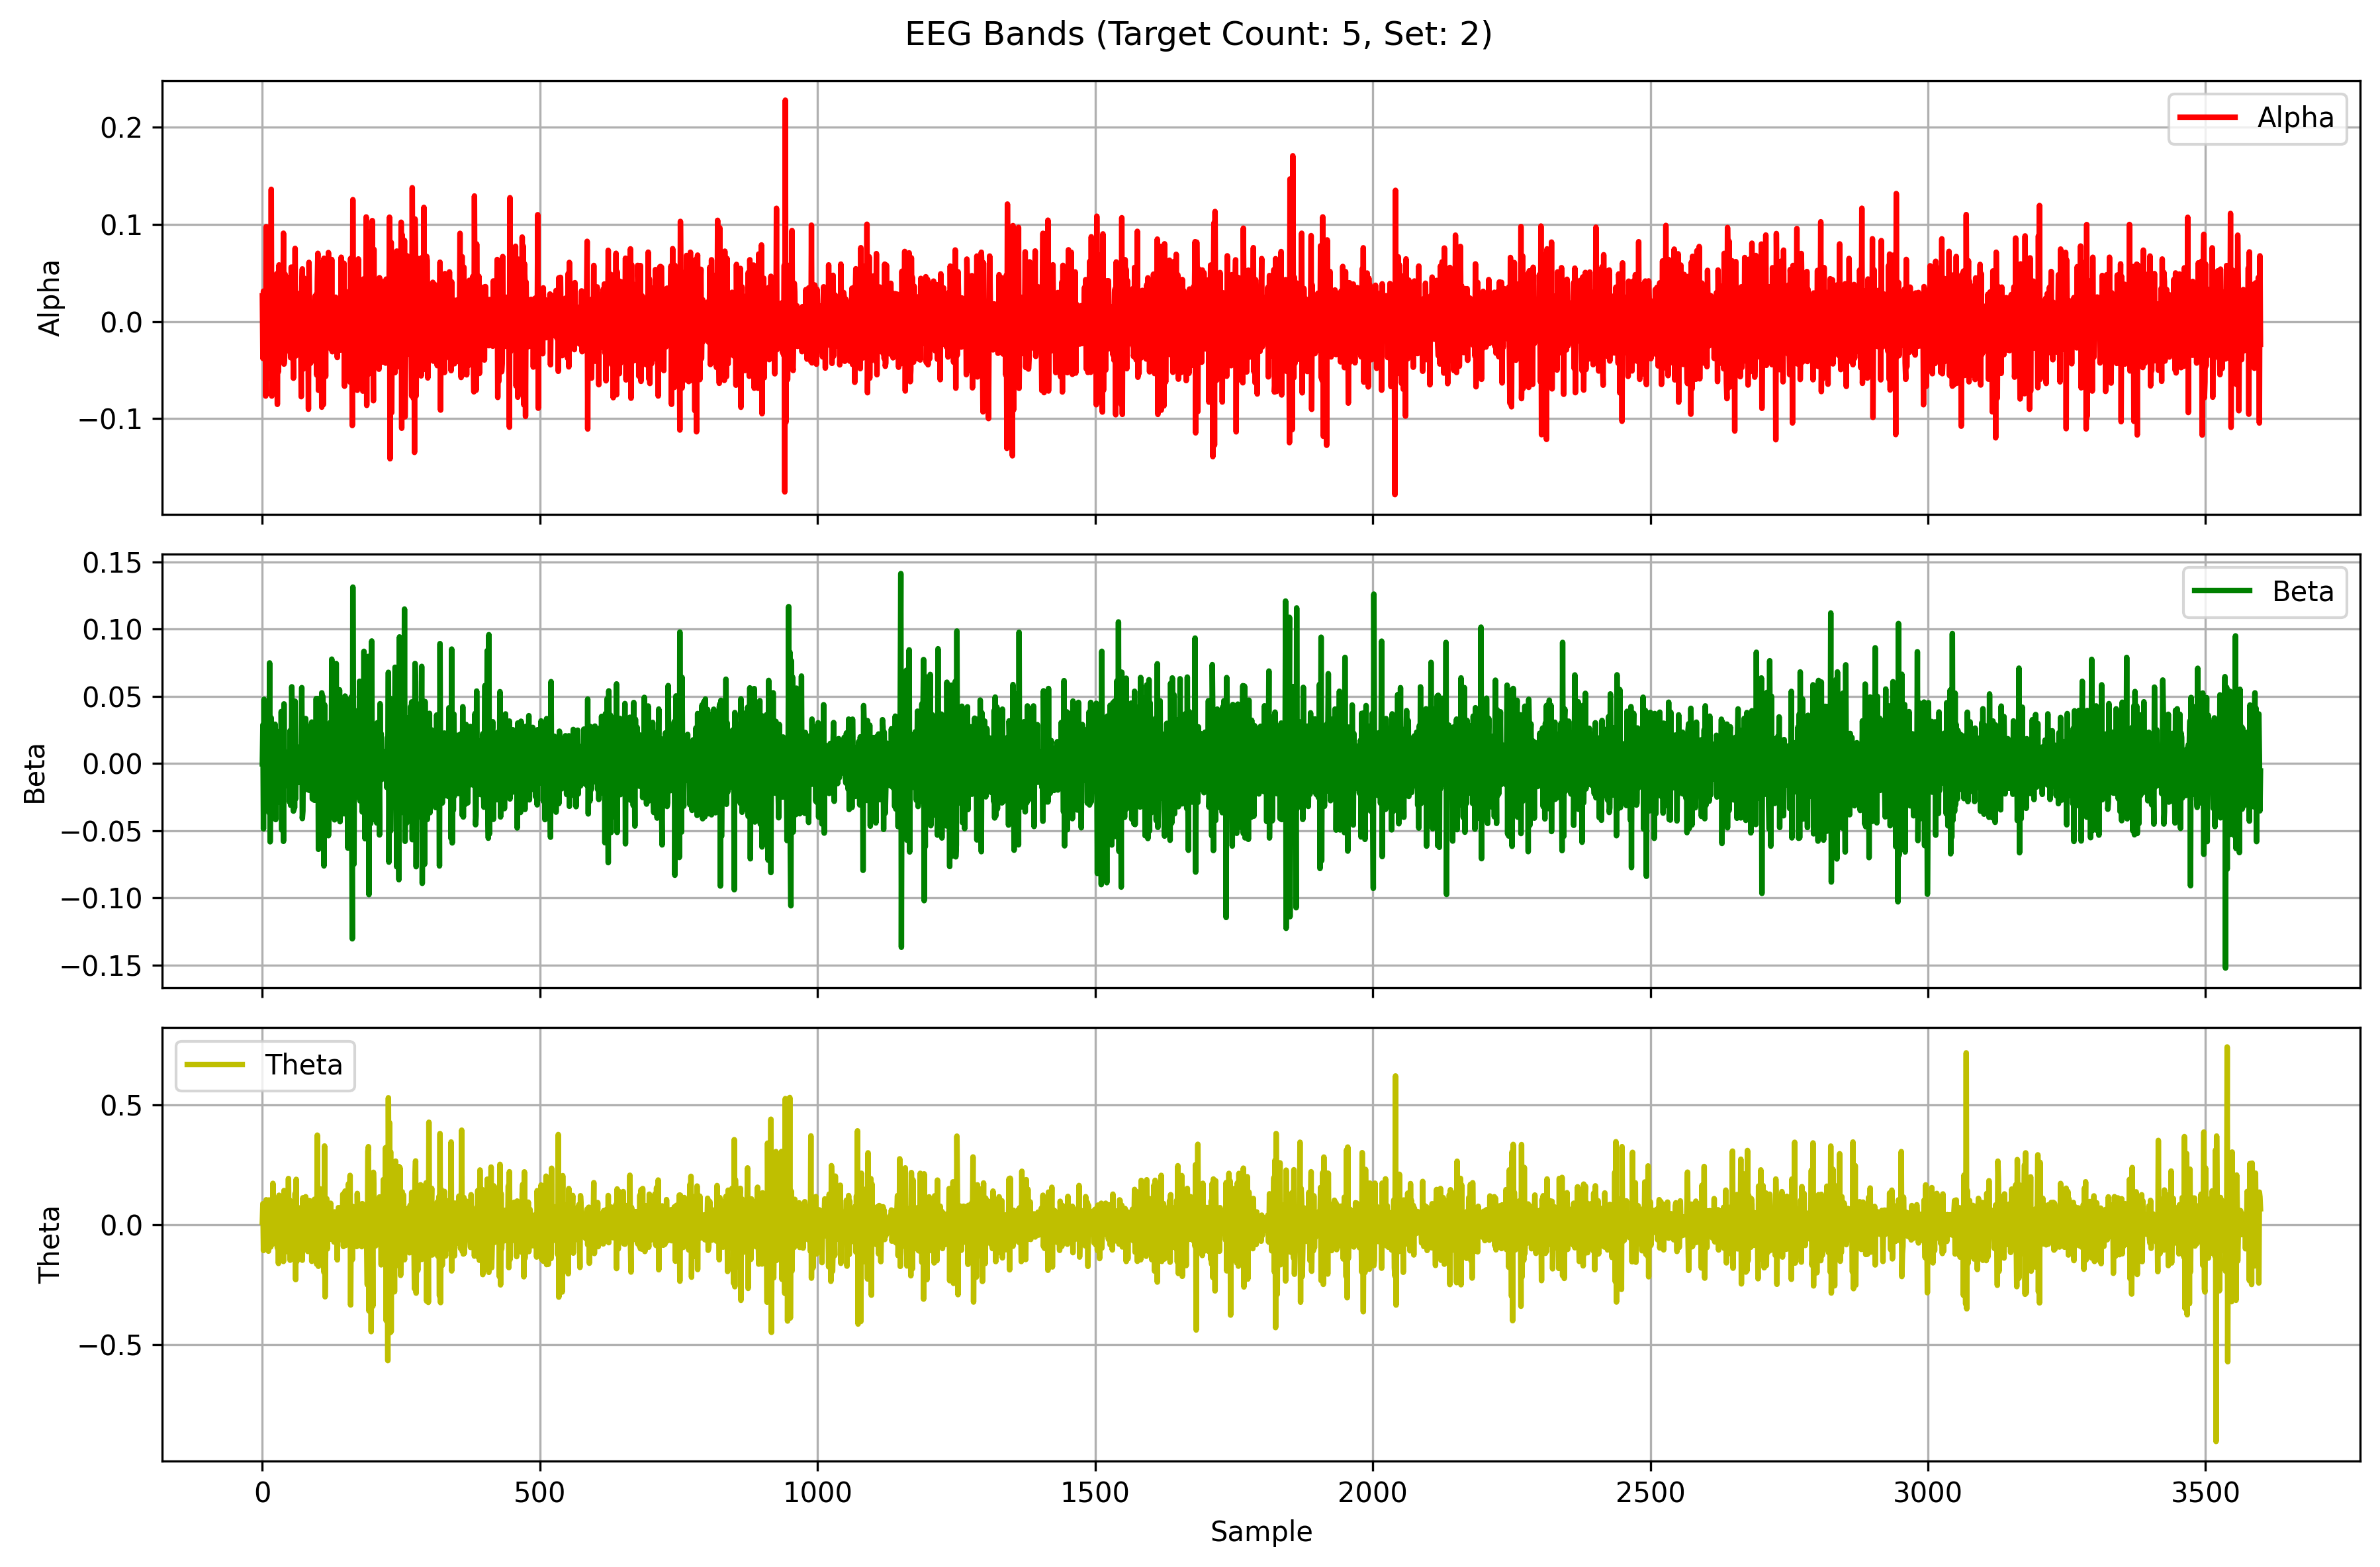 EEG Bands (Target Count: 5, Set: 2)
Alpha
0.2
0.1
0.0
−0.1
Alpha
Beta
0.15
0.10
0.05
0.00
−0.05
−0.10
−0.15
Beta
Theta
0.5
0.0
−0.5
Theta
0 500 1000 1500 2000 2500 3000 3500
Sample